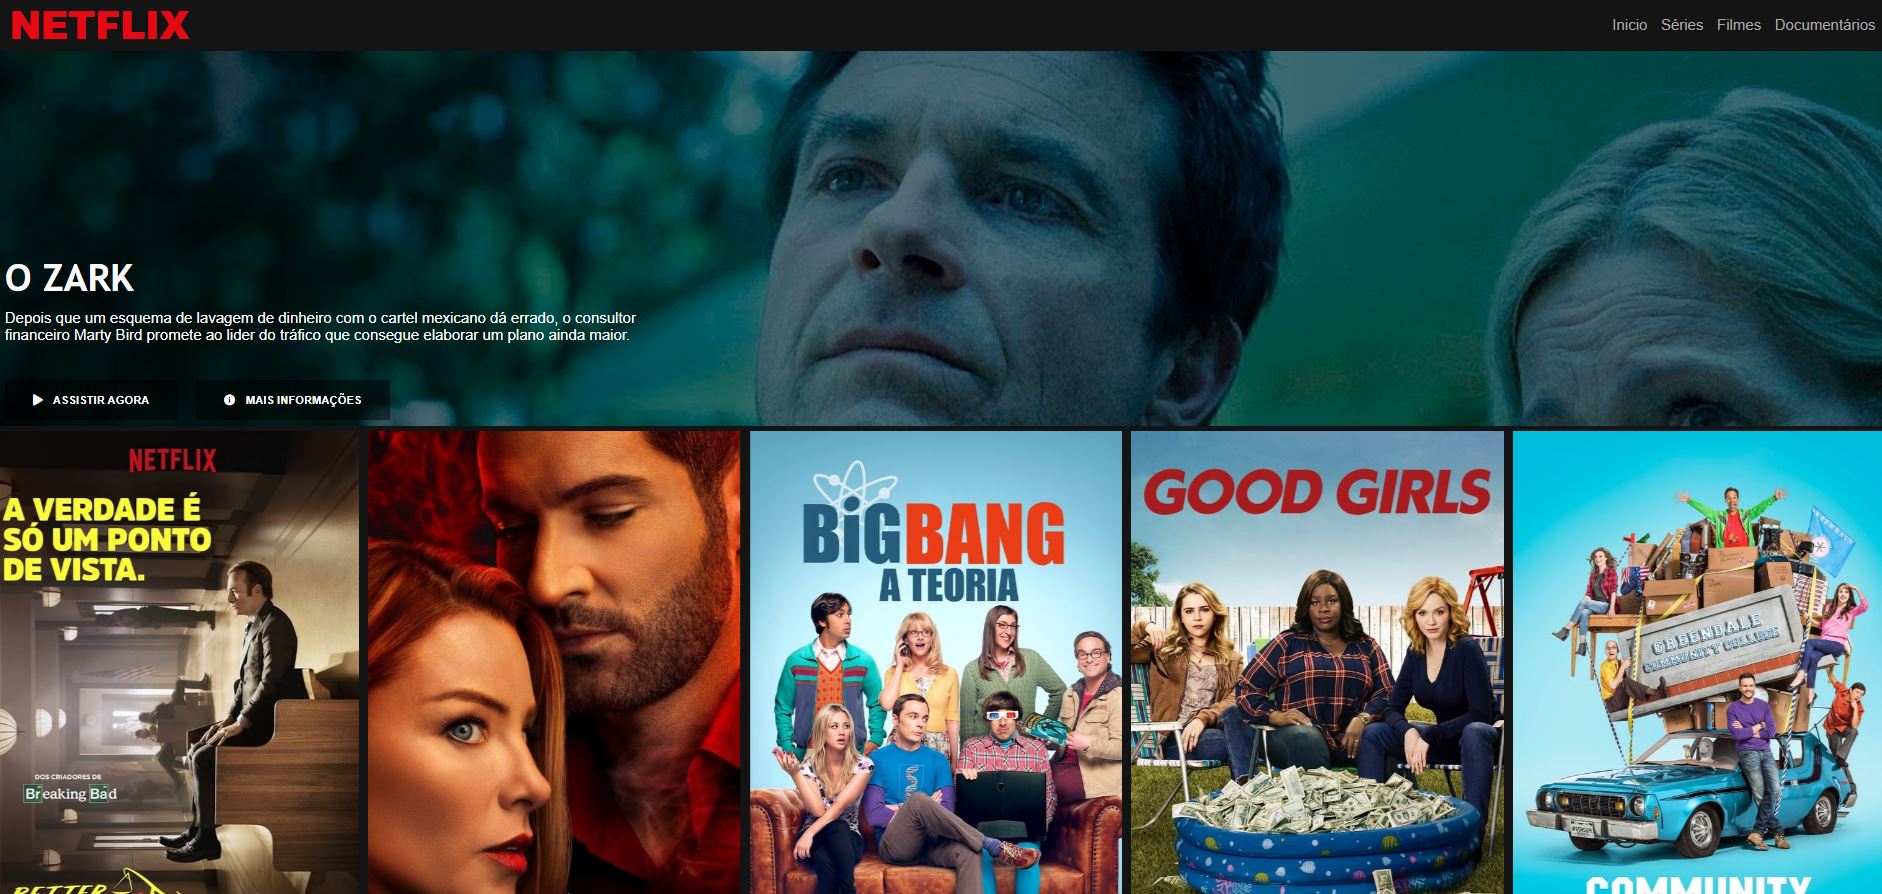 NETFLIX
Inicio Séries Filmes Documentários
O ZARK
Depois que um esquema de lavagem de dinheiro com o cartel mexicano dá errado, o consultor
financeiro Marty Bird promete ao lider do tráfico que consegue elaborar um plano ainda maior.
ASSISTIR AGORA
MAIS INFORMAÇÕES
NETFLIX
A VERDADE É
SÓ UM PONTO
DE VISTA.
DOS CRIADORES DE
Breaking Bad
BETTER
BiGBANG
A TEORIA
GOOD GIRLS
GREENDALE
COMMUNITY COLLEGE
COMMUNITY